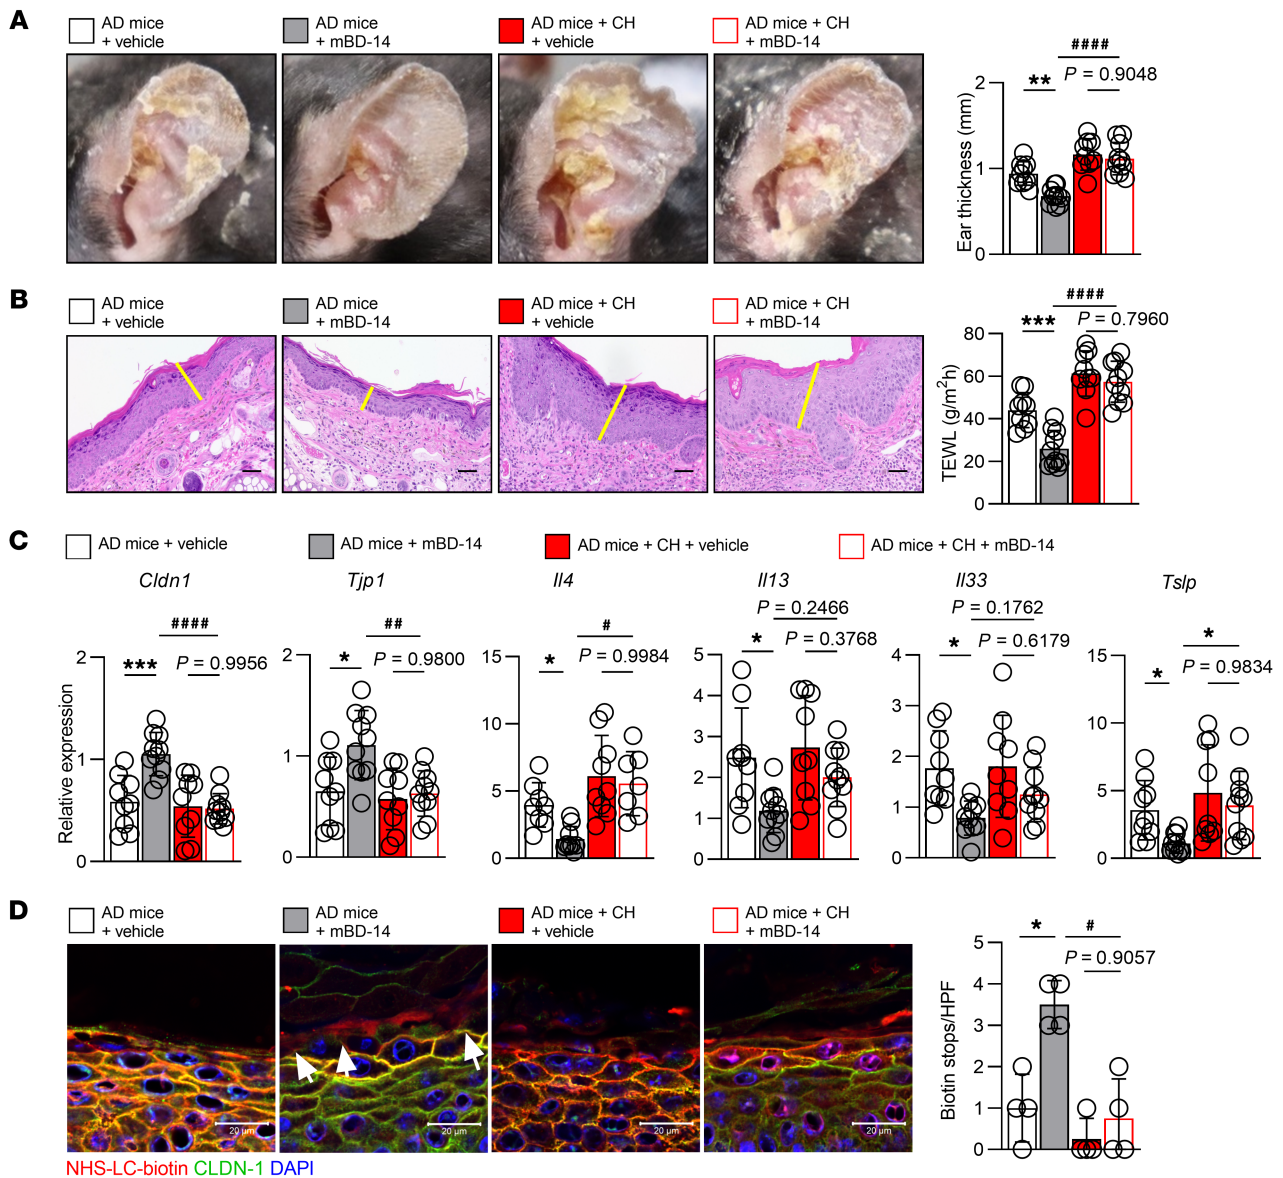 A
AD mice
+ vehicle
AD mice
+ mBD-14
AD mice + CH
+ vehicle
AD mice + CH
+ mBD-14
####
P = 0.9048
**
2
1
0
Ear thickness (mm)
B
AD mice
+ vehicle
AD mice
+ mBD-14
AD mice + CH
+ vehicle
AD mice + CH
+ mBD-14
####
P = 0.7960
***
80
60
40
20
0
TEWL (g/m²h)
C
AD mice + vehicle
AD mice + mBD-14
AD mice + CH + vehicle
AD mice + CH + mBD-14
Relative expression
Cldn1
####
***
P = 0.9956
2
1
0
Tjp1
##
*
P = 0.9800
2
1
0
Il4
#
*
P = 0.9984
15
10
5
0
Il13
P = 0.2466
*
P = 0.3768
5
4
3
2
1
0
Il33
P = 0.1762
*
P = 0.6179
4
3
2
1
0
Tslp
*
*
P = 0.9834
15
10
5
0
D
AD mice
+ vehicle
AD mice
+ mBD-14
AD mice + CH
+ vehicle
AD mice + CH
+ mBD-14
20 µm
20 µm
20 µm
20 µm
NHS-LC-biotin CLDN-1 DAPI
*
#
P = 0.9057
5
4
3
2
1
0
Biotin stops/HPF